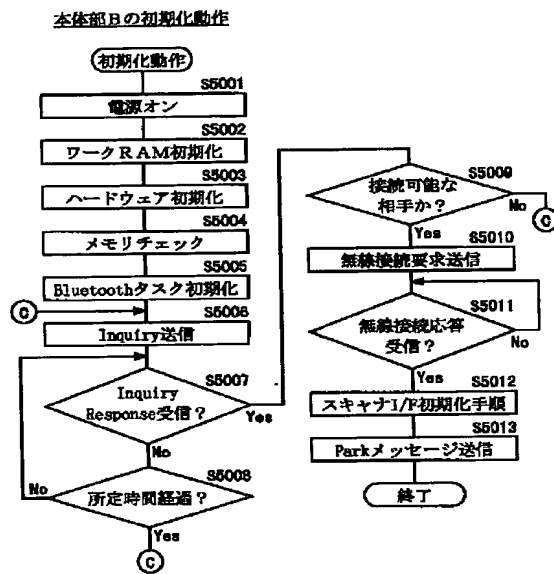 本体部Bの初期化動作
初期化動作
S5001
電源オン
S5002
ワークRAM初期化
S5003
ハードウェア初期化
S5004
メモリチェック
S5005
Bluetoothタスク初期化
C
S5006
Inquiry送信
S5007
Inquiry
Response受信？
Yes
No
S5008
所定時間経過？
No
Yes
C
S5009
接続可能な
相手か？
No
C
Yes
S5010
無線接続要求送信
S5011
無線接続応答
受信？
No
Yes
S5012
スキャナI/F初期化手順
S5013
Parkメッセージ送信
終了